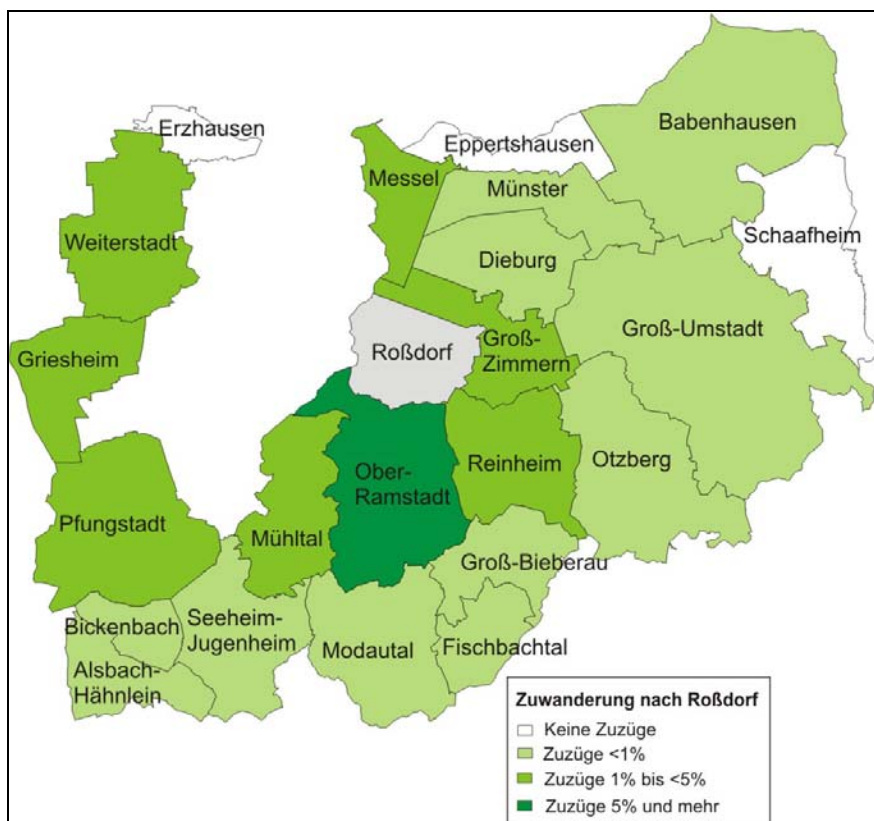 Erzhausen
Eppertshausen
Babenhausen
Messel
Münster
Schaafheim
Weiterstadt
Dieburg
Groß-Umstadt
Griesheim
Roßdorf
Groß-
Zimmern
Ober-
Ramstadt
Reinheim
Otzberg
Pfungstadt
Mühltal
Groß-Bieberau
Bickenbach
Seeheim-
Jugenheim
Modautal
Fischbachtal
Alsbach-
Hähnlein
Zuwanderung nach Roßdorf
Keine Zuzüge
Zuzüge <1%
Zuzüge 1% bis <5%
Zuzüge 5% und mehr